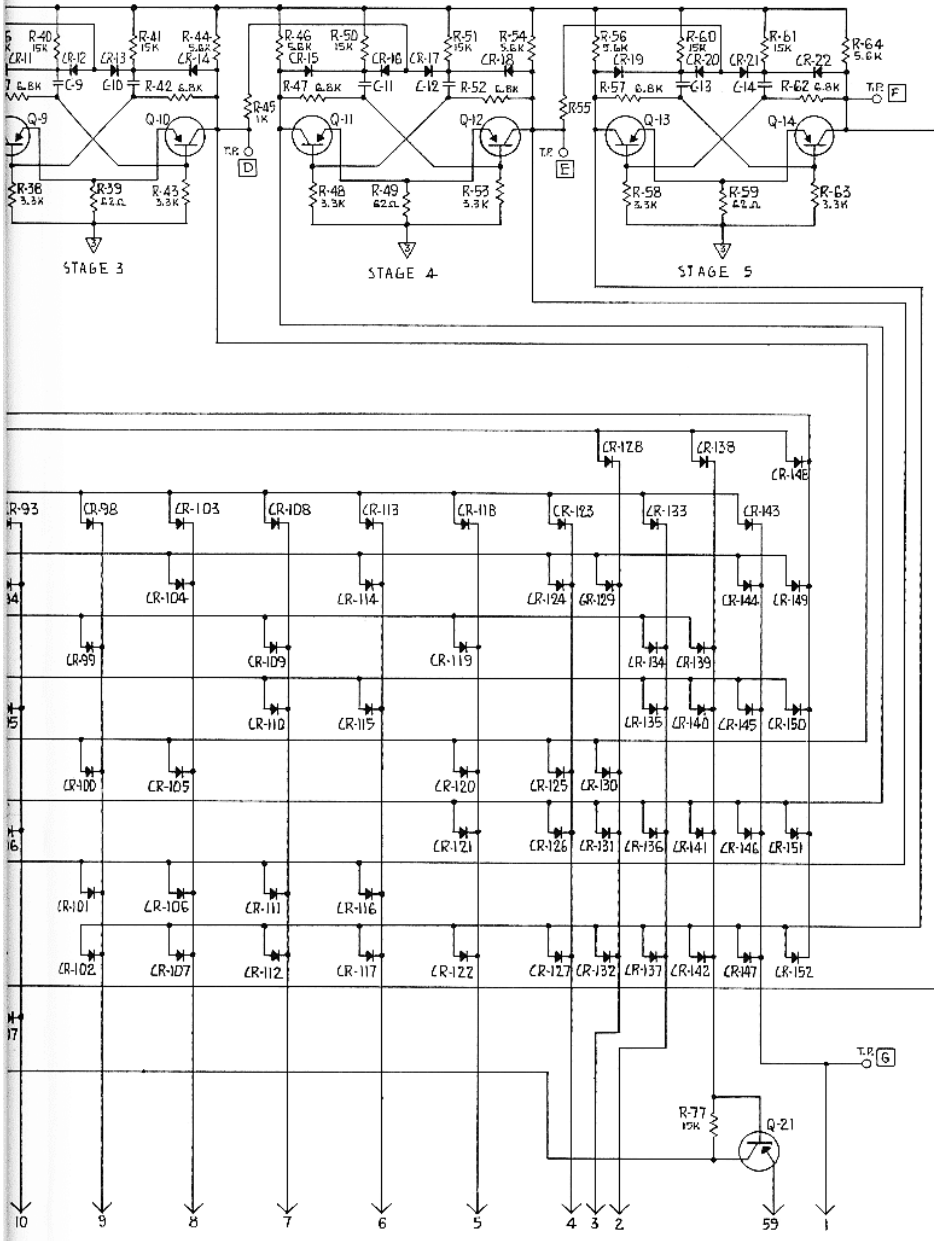 R-40 R-41 R-44 R-46 R-50 R-51 R-54 R-56 R-60 R-61 R-64
15K 15K 5.6K 5.6K 15K 15K 5.6K 5.6K 15K 15K 5.6K
CR-11 CR-12 CR-13 CR-14 CR-15 CR-16 CR-17 CR-18 CR-19 CR-20 CR-21 CR-22
C-9 C-10 R-42 6.8K R-47 6.8K C-11 C-12 R-52 6.8K R-57 6.8K C-13 C-14 R-62 6.8K
6.8K
R-45
1K
R-55
T.P. F
Q-9 Q-10 Q-11 Q-12 Q-13 Q-14
T.P. D
T.P. E
R-38 R-39 R-43 R-48 R-49 R-53 R-58 R-59 R-63
3.3K 62Ω 3.3K 3.3K 62Ω 3.3K 3.3K 62Ω 3.3K
3 3 3
STAGE 3 STAGE 4 STAGE 5
CR-128 CR-138 CR-148
CR-93 CR-98 CR-103 CR-108 CR-113 CR-118 CR-123 CR-133 CR-143
CR-104 CR-114 CR-124 CR-129 CR-144 CR-149
CR-99 CR-109 CR-119 CR-134 CR-139
CR-110 CR-115 CR-135 CR-140 CR-145 CR-150
CR-100 CR-105 CR-120 CR-125 CR-130
CR-121 CR-126 CR-131 CR-136 CR-141 CR-146 CR-151
CR-101 CR-106 CR-111 CR-116
CR-102 CR-107 CR-112 CR-117 CR-122 CR-127 CR-132 CR-137 CR-142 CR-147 CR-152
T.P. G
R-77
15K
Q-21
10 9 8 7 6 5 4 3 2 59 1